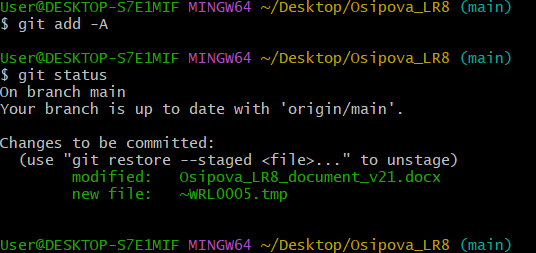 User@DESKTOP-S7E1MIF MINGW64 ~/Desktop/Osipova_LR8 (main)
$ git add -A

User@DESKTOP-S7E1MIF MINGW64 ~/Desktop/Osipova_LR8 (main)
$ git status
On branch main
Your branch is up to date with 'origin/main'.

Changes to be committed:
  (use "git restore --staged <file>..." to unstage)
        modified:   Osipova_LR8_document_v21.docx
        new file:   ~WRL0005.tmp


User@DESKTOP-S7E1MIF MINGW64 ~/Desktop/Osipova_LR8 (main)